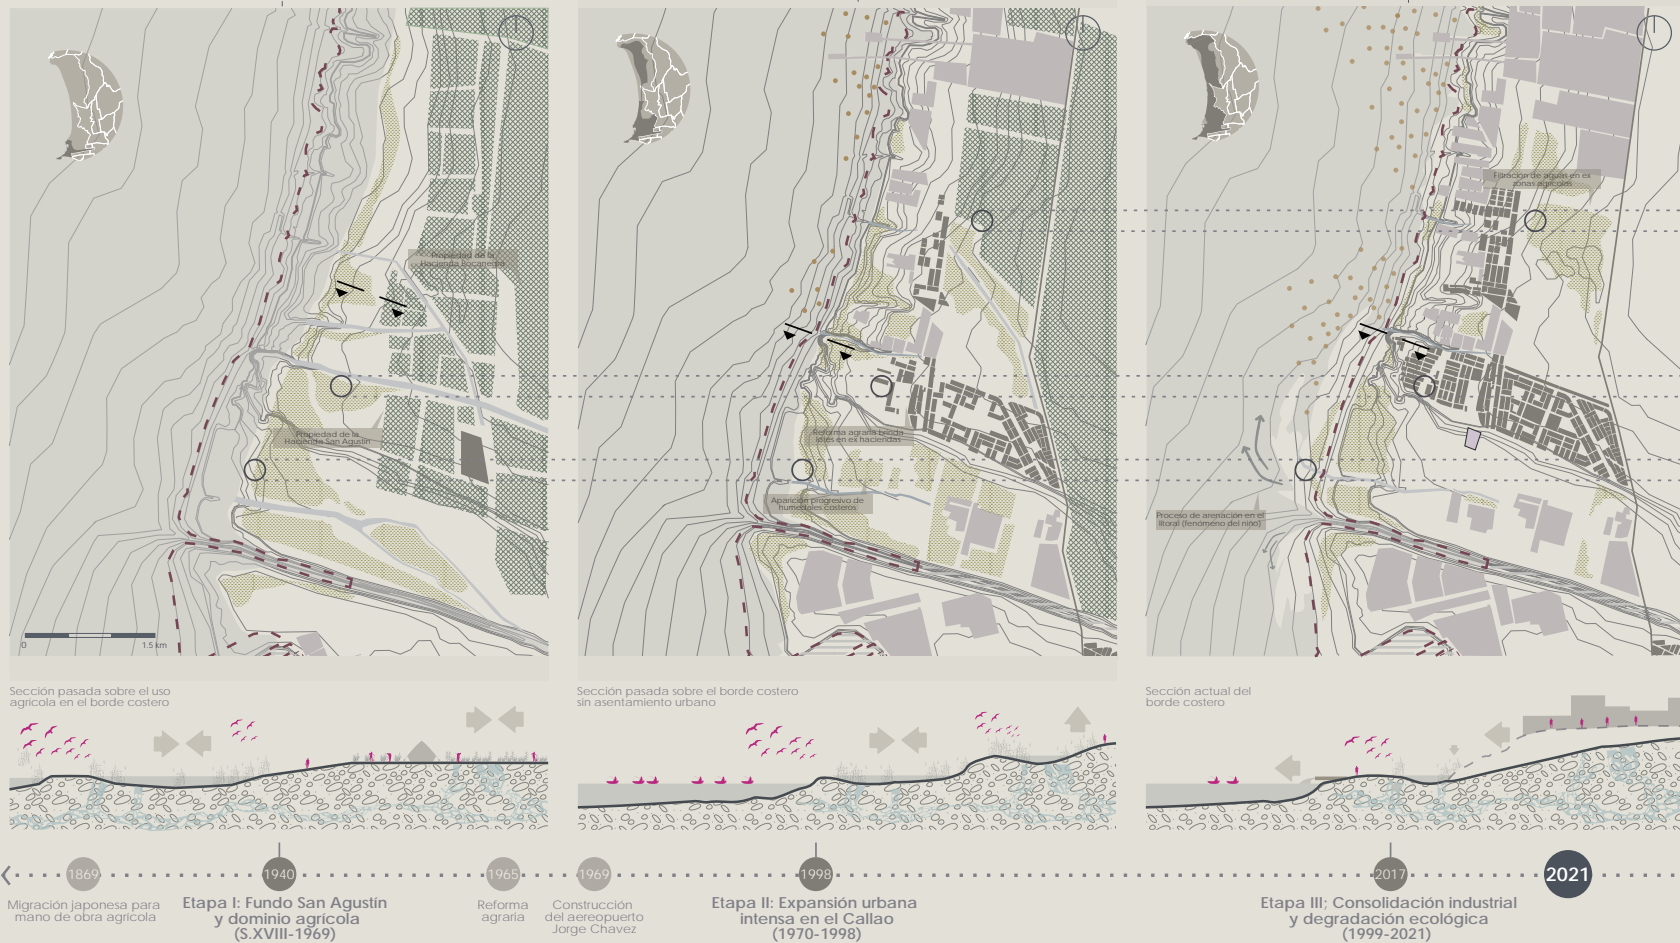 Propiedad de la
Hacienda Bocanegra
Propiedad de la
Hacienda San Agustín
0
1.5 km
Reforma agraria brinda
lotes en ex haciendas
Aparición progresivo de
humedales costeros
Filtración de aguas en ex
zonas agrícolas
Proceso de arenación en el
litoral (fenómeno del niño)
Sección pasada sobre el uso
agrícola en el borde costero
Sección pasada sobre el borde costero
sin asentamiento urbano
Sección actual del
borde costero
1869
Migración japonesa para
mano de obra agrícola
1940
Etapa I: Fundo San Agustín
y dominio agrícola
(S.XVIII-1969)
1965
Reforma
agraria
1969
Construcción
del aereopuerto
Jorge Chavez
1998
Etapa II: Expansión urbana
intensa en el Callao
(1970-1998)
2017
Etapa III; Consolidación industrial
y degradación ecológica
(1999-2021)
2021